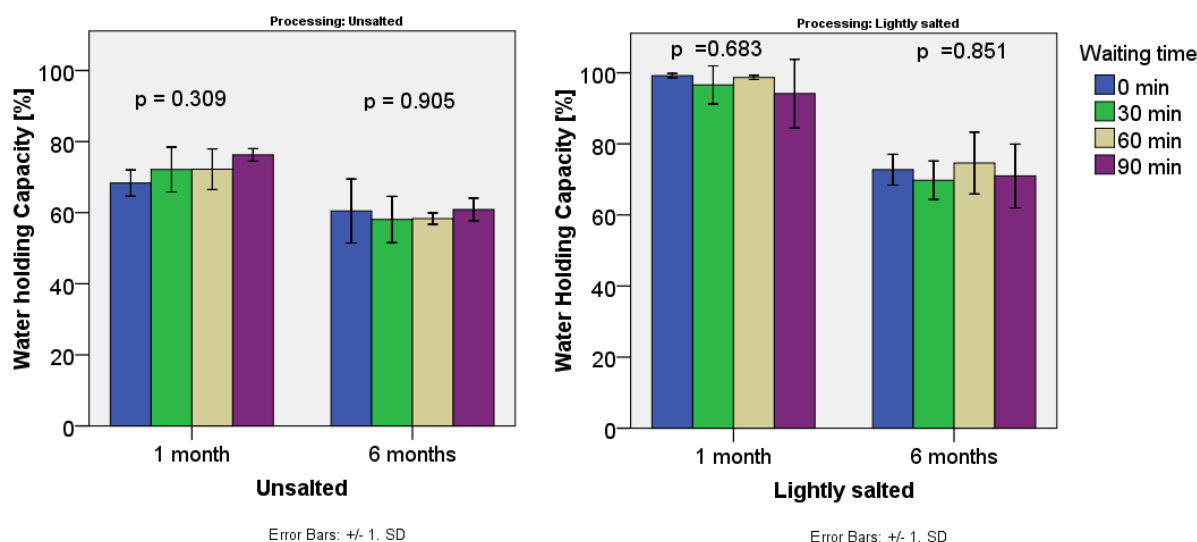 Processing: Unsalted
Water holding Capacity [%]
100
80
60
40
20
0
p = 0.309
p = 0.905
1 month
6 months
Unsalted
Error Bars: +/- 1. SD
Processing: Lightly salted
Water Holding Capacity [%]
100
80
60
40
20
0
p =0.683
p =0.851
1 month
6 months
Lightly salted
Error Bars: +/- 1. SD
Waiting time
0 min
30 min
60 min
90 min